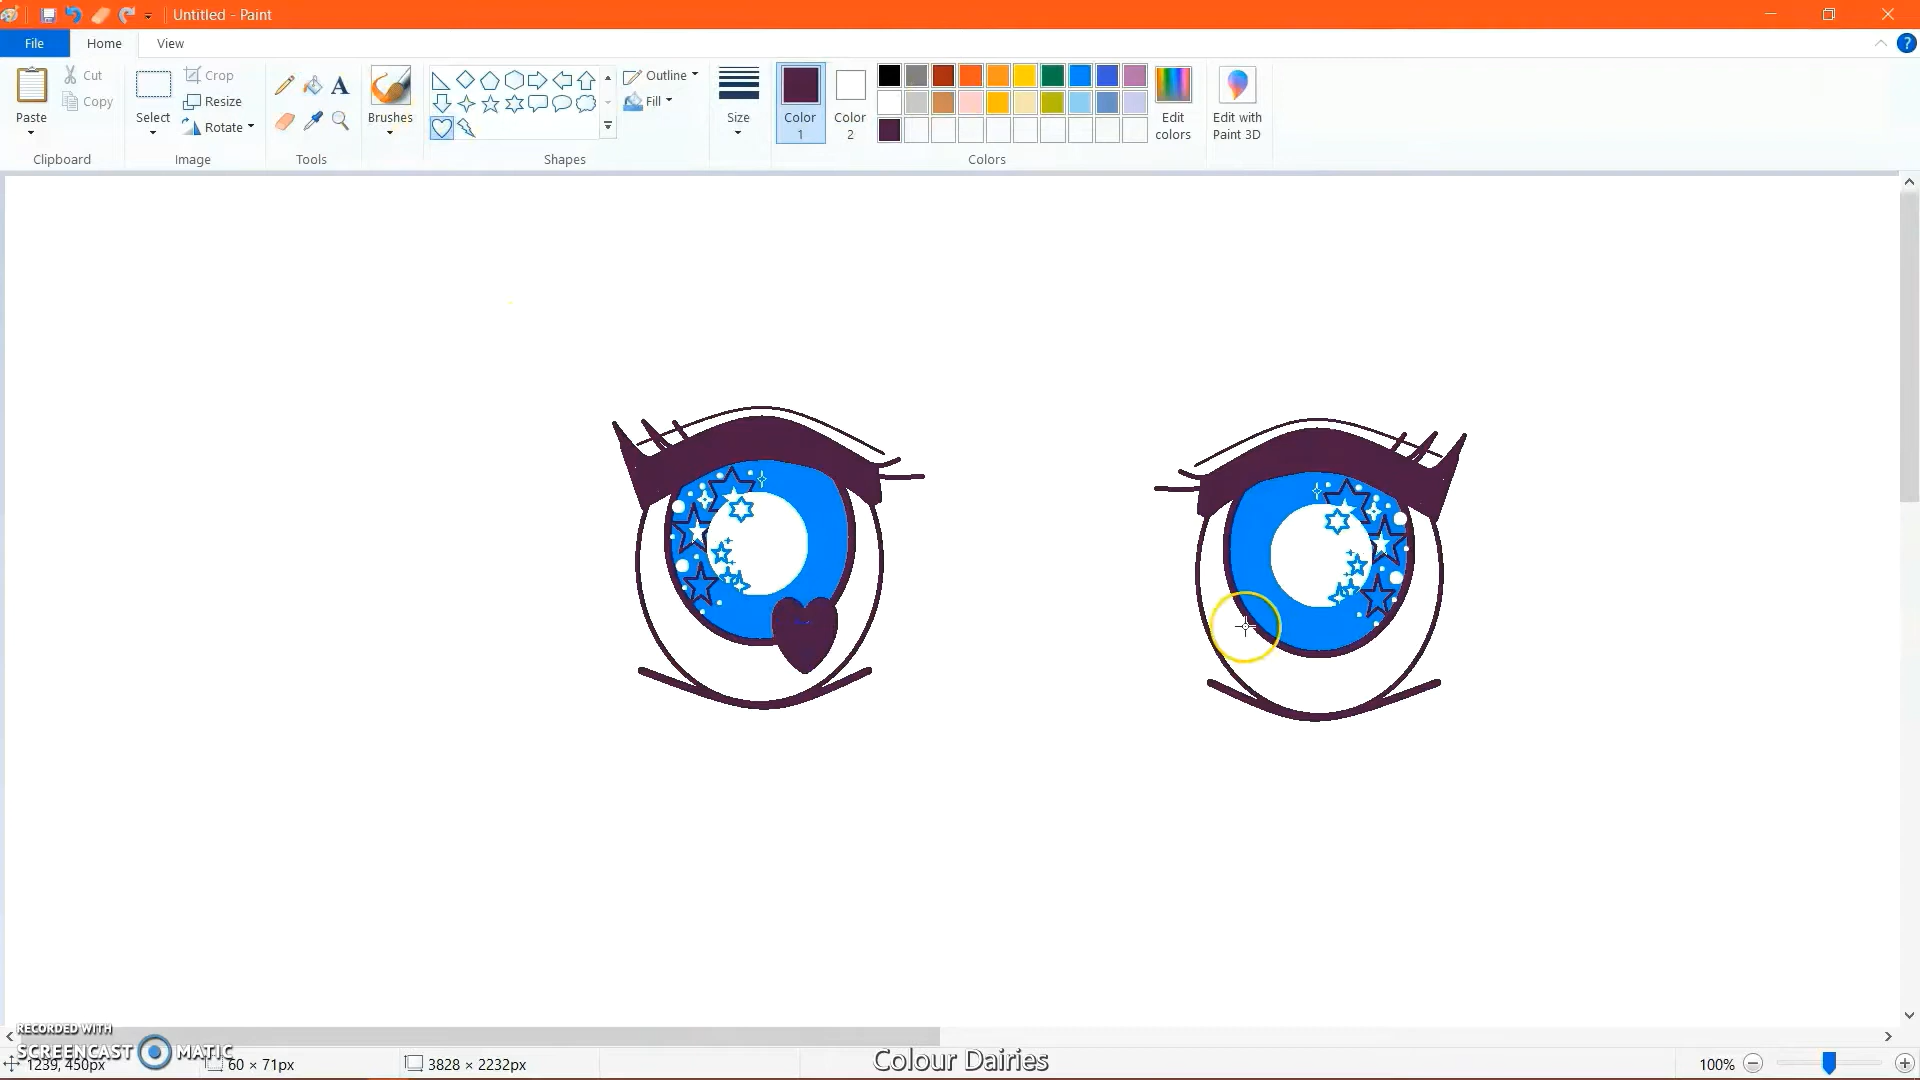 Untitled - Paint
File Home View
Paste
Cut
Copy
Clipboard
Select
Crop
Resize
Rotate
Image
Tools
Brushes
Shapes
Outline
Fill
Size
Color
1
Color
2
Edit
colors
Colors
Edit with
Paint 3D
RECORDED WITH
SCREENCAST MATIC
1239, 450px
60 × 71px
3828 × 2232px
Colour Dairies
100%